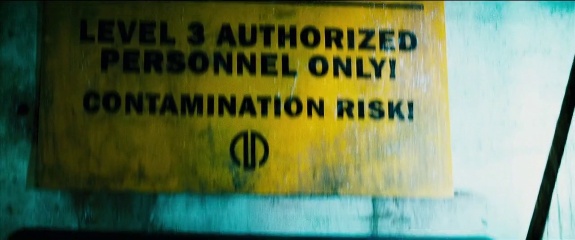 LEVEL 3 AUTHORIZED
PERSONNEL ONLY!
CONTAMINATION RISK!